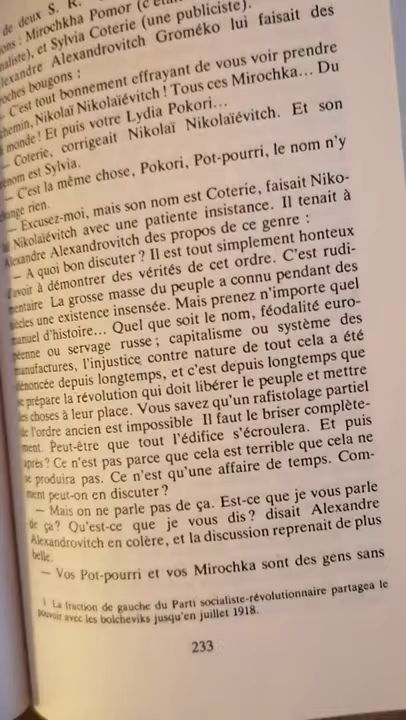 de deux S. R.
ons : Mirochkha Pomor (c'éta
naliste), et Sylvia Coterie (une publiciste).
lexandre Alexandrovitch Groméko lui faisait des
roches bougons :
— C'est tout bonnement effrayant de vous voir prendre
chemin, Nikolaï Nikolaïévitch ! Tous ces Mirochka... Du
monde ! Et puis votre Lydia Pokori...
— Coterie, corrigeait Nikolaï Nikolaïévitch. Et son
nom est Sylvia.
— C'est la même chose, Pokori, Pot-pourri, le nom n'y
change rien.
— Excusez-moi, mais son nom est Coterie, faisait Niko-
laï Nikolaïévitch avec une patiente insistance. Il tenait à
Alexandre Alexandrovitch des propos de ce genre :
— A quoi bon discuter ? Il est tout simplement honteux
d'avoir à démontrer des vérités de cet ordre. C'est rudi-
mentaire La grosse masse du peuple a connu pendant des
siècles une existence insensée. Mais prenez n'importe quel
manuel d'histoire... Quel que soit le nom, féodalité euro-
péenne ou servage russe ; capitalisme ou système des
manufactures, l'injustice contre nature de tout cela a été
dénoncée depuis longtemps, et c'est depuis longtemps que
se prépare la révolution qui doit libérer le peuple et mettre
les choses à leur place. Vous savez qu'un rafistolage partiel
de l'ordre ancien est impossible Il faut le briser complète-
ment. Peut-être que tout l'édifice s'écroulera. Et puis
après ? Ce n'est pas parce que cela est terrible que cela ne
se produira pas. Ce n'est qu'une affaire de temps. Com-
ment peut-on en discuter ?
— Mais on ne parle pas de ça. Est-ce que je vous parle
de ça ? Qu'est-ce que je vous dis ? disait Alexandre
Alexandrovitch en colère, et la discussion reprenait de plus
belle.
— Vos Pot-pourri et vos Mirochka sont des gens sans
1 La fraction de gauche du Parti socialiste-révolutionnaire partagea le
pouvoir avec les bolcheviks jusqu'en juillet 1918.
233